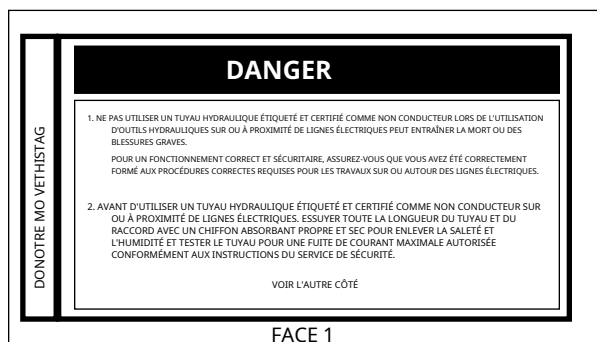 DANGER
1. NE PAS UTILISER UN TUYAU HYDRAULIQUE ÉTIQUETÉ ET CERTIFIÉ COMME NON CONDUCTEUR LORS DE L'UTILISATION
D'OUTILS HYDRAULIQUES SUR OU À PROXIMITÉ DE LIGNES ÉLECTRIQUES PEUT ENTRAÎNER LA MORT OU DES
BLESSURES GRAVES.
POUR UN FONCTIONNEMENT CORRECT ET SÉCURITAIRE, ASSUREZ-VOUS QUE VOUS AVEZ ÉTÉ CORRECTEMENT
FORMÉ AUX PROCÉDURES CORRECTES REQUISES POUR LES TRAVAUX SUR OU AUTOUR DES LIGNES ÉLECTRIQUES.
2. AVANT D'UTILISER UN TUYAU HYDRAULIQUE ÉTIQUETÉ ET CERTIFIÉ COMME NON CONDUCTEUR SUR
OU À PROXIMITÉ DE LIGNES ÉLECTRIQUES. ESSUYER TOUTE LA LONGUEUR DU TUYAU ET DU
RACCORD AVEC UN CHIFFON ABSORBANT PROPRE ET SEC POUR ENLEVER LA SALETÉ ET
L'HUMIDITÉ ET TESTER LE TUYAU POUR UNE FUITE DE COURANT MAXIMALE AUTORISÉE
CONFORMÉMENT AUX INSTRUCTIONS DU SERVICE DE SÉCURITÉ.
VOIR L'AUTRE CÔTÉ
DONOTRE MO VETHISTAG
FACE 1